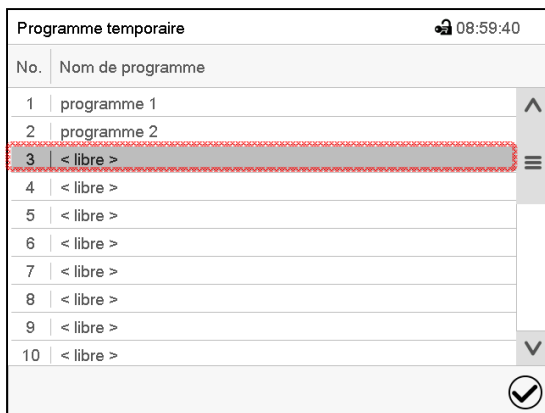 Programme temporaire 08:59:40
No. Nom de programme
1 programme 1
2 programme 2
3 < libre >
4 < libre >
5 < libre >
6 < libre >
7 < libre >
8 < libre >
9 < libre >
10 < libre >